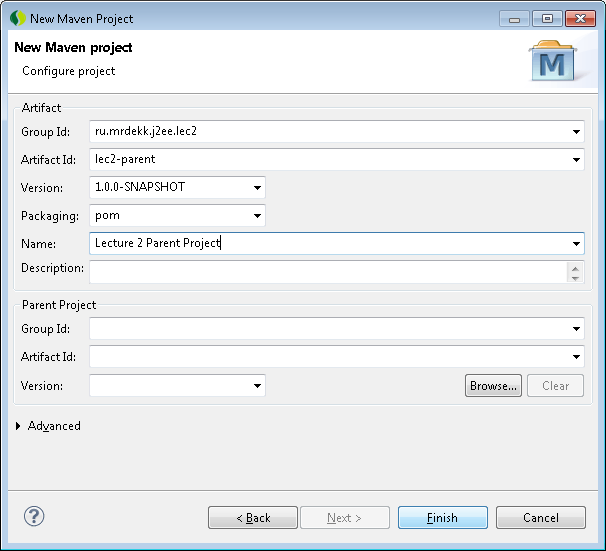 New Maven Project
New Maven project
Configure project
M
Artifact
Group Id: ru.mrdekk.j2ee.lec2
Artifact Id: lec2-parent
Version: 1.0.0-SNAPSHOT
Packaging: pom
Name: Lecture 2 Parent Project
Description:
Parent Project
Group Id:
Artifact Id:
Version: Browse... Clear
Advanced
? < Back Next > Finish Cancel